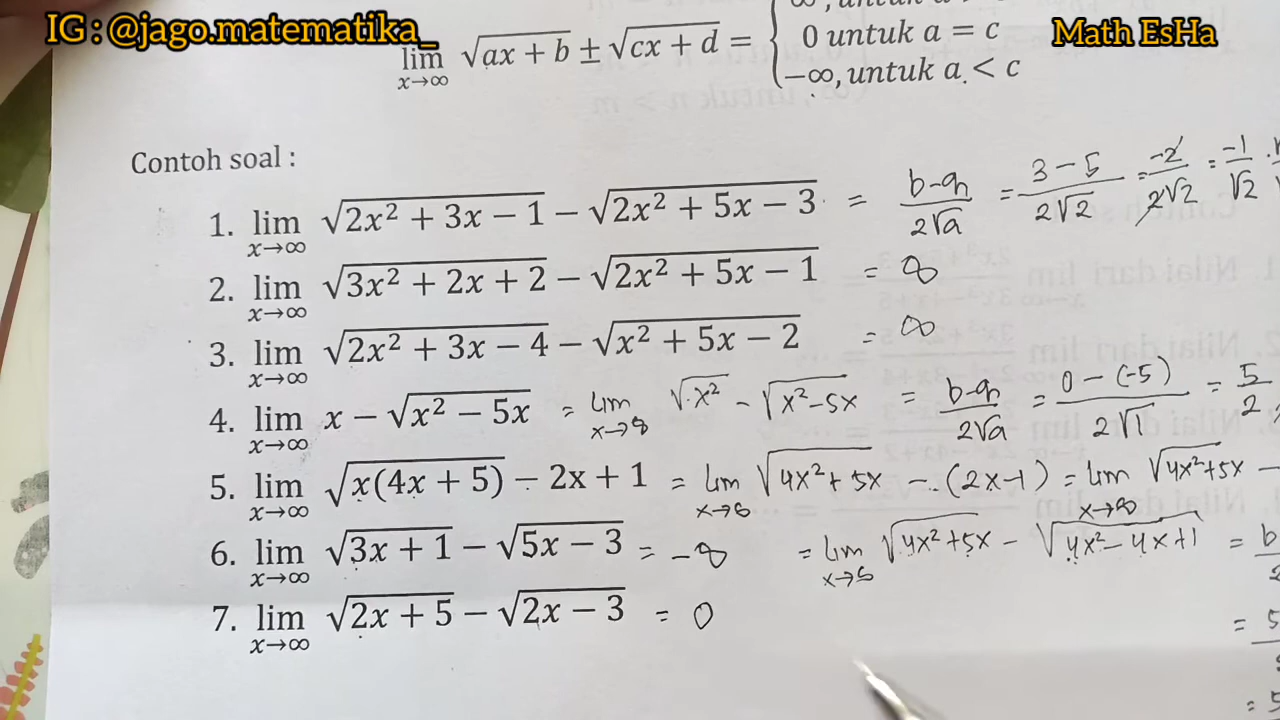 IG : @jago.matematika_
Math EsHa
lim x→∞ √(ax + b) ± √(cx + d) = { 0 untuk a = c
−∞, untuk a < c
Contoh soal :
1. lim x→∞ √(2x² + 3x − 1) − √(2x² + 5x − 3) = (b−q)/(2√a) = (3 − 5)/(2√2) = −2/(2√2) = −1/√2 ·
2. lim x→∞ √(3x² + 2x + 2) − √(2x² + 5x − 1) = ∞
3. lim x→∞ √(2x² + 3x − 4) − √(x² + 5x − 2) = ∞
4. lim x→∞ x − √(x² − 5x) = lim x→∞ √(x²) − √(x²−5x) = (b−q)/(2√a) = (0 − (−5))/(2√1) = 5/2
5. lim x→∞ √(x(4x + 5)) − 2x + 1 = lim x→∞ √(4x²+5x) − (2x−1) = lim x→∞ √(4x²+5x) −
= lim x→∞ √(4x²+5x) − √(4x²−4x+1) = b
6. lim x→∞ √(3x + 1) − √(5x − 3) = −∞
= 5
7. lim x→∞ √(2x + 5) − √(2x − 3) = 0
= 5